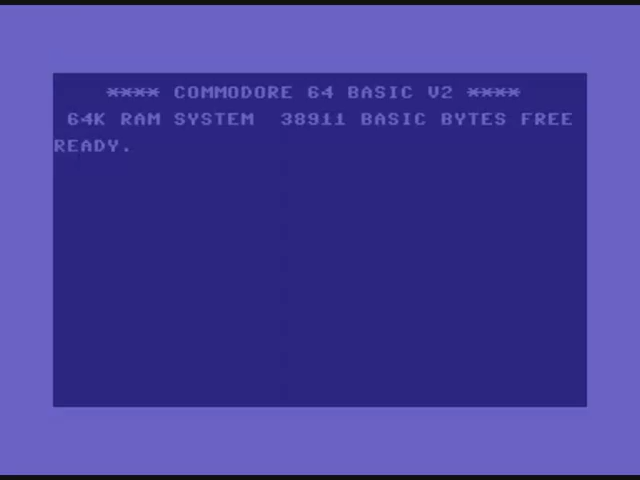 **** COMMODORE 64 BASIC V2 ****
64K RAM SYSTEM  38911 BASIC BYTES FREE
READY.